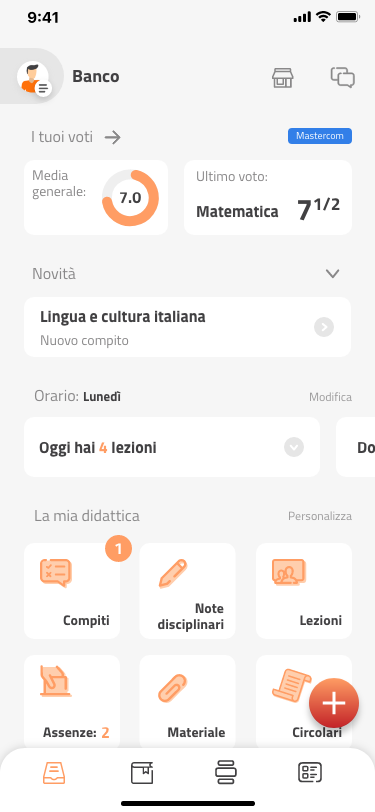 9:41
Banco
I tuoi voti
Mastercom
Media
generale:
7.0
Ultimo voto:
Matematica
7 1/2
Novità
Lingua e cultura italiana
Nuovo compito
Orario: Lunedì
Modifica
Oggi hai 4 lezioni
Do
La mia didattica
Personalizza
1
Compiti
Note
disciplinari
Lezioni
Assenze: 2
Materiale
Circolari